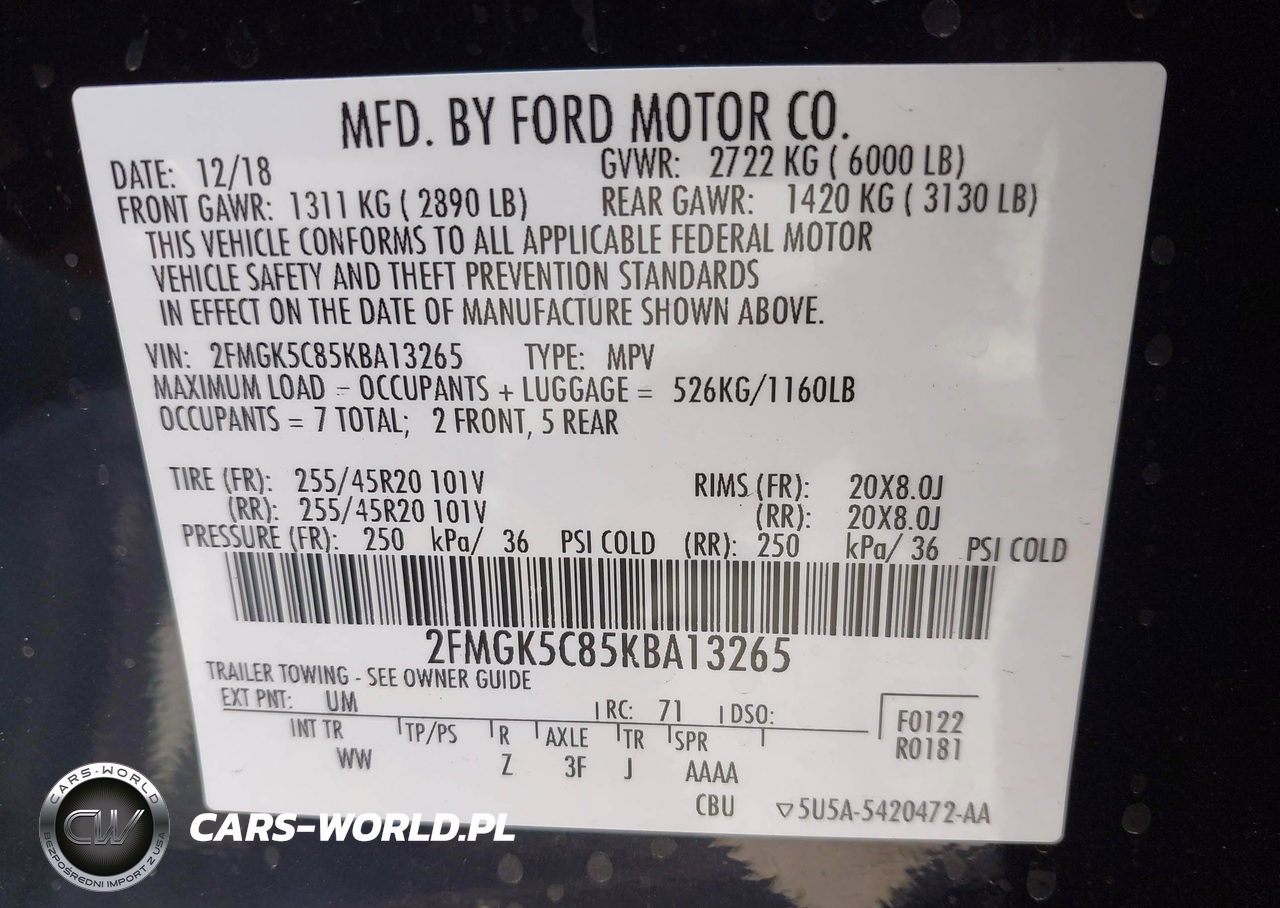 MFD. BY FORD MOTOR CO.
DATE: 12/18 GVWR: 2722 KG ( 6000 LB)
FRONT GAWR: 1311 KG ( 2890 LB) REAR GAWR: 1420 KG ( 3130 LB)
THIS VEHICLE CONFORMS TO ALL APPLICABLE FEDERAL MOTOR
VEHICLE SAFETY AND THEFT PREVENTION STANDARDS
IN EFFECT ON THE DATE OF MANUFACTURE SHOWN ABOVE.
VIN: 2FMGK5C85KBA13265 TYPE: MPV
MAXIMUM LOAD - OCCUPANTS + LUGGAGE = 526KG/1160LB
OCCUPANTS = 7 TOTAL; 2 FRONT, 5 REAR
TIRE (FR): 255/45R20 101V RIMS (FR): 20X8.0J
(RR): 255/45R20 101V (RR): 20X8.0J
PRESSURE (FR): 250 kPa/ 36 PSI COLD (RR): 250 kPa/ 36 PSI COLD
2FMGK5C85KBA13265
TRAILER TOWING - SEE OWNER GUIDE
EXT PNT: UM RC: 71 DSO:
INT TR TP/PS R AXLE TR SPR F0122
WW Z 3F J AAAA R0181
CBU ▽5U5A-5420472-AA
CARS-WORLD
CW
BEZPOŚREDNI IMPORT Z USA
CARS-WORLD.PL